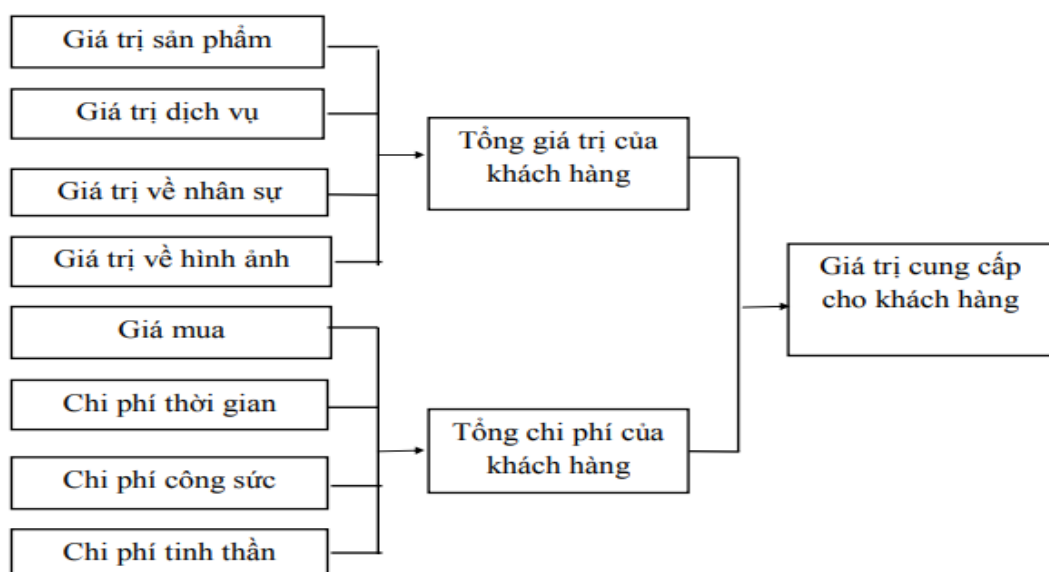 Giá trị sản phẩm
Giá trị dịch vụ
Giá trị về nhân sự
Giá trị về hình ảnh
Giá mua
Chi phí thời gian
Chi phí công sức
Chi phí tinh thần
Tổng giá trị của
khách hàng
Tổng chi phí của
khách hàng
Giá trị cung cấp
cho khách hàng